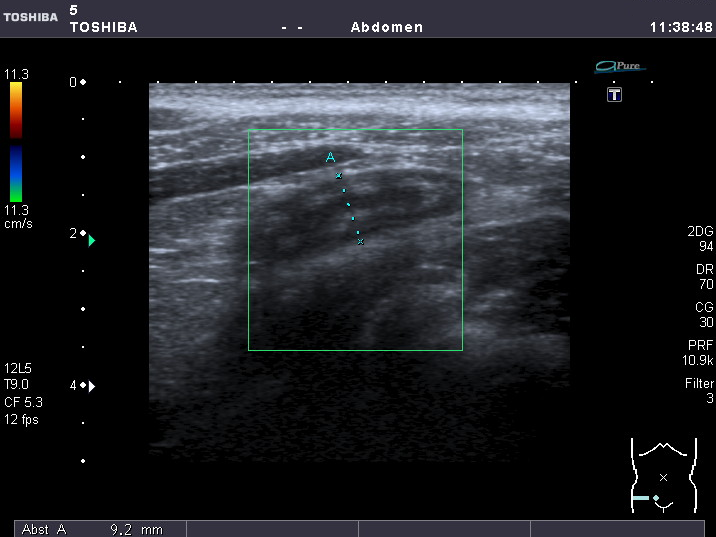 TOSHIBA
5
TOSHIBA - - Abdomen 11:38:48
Pure
T
11.3
11.3
cm/s
0
2
4
A
2DG
94
DR
70
CG
30
PRF
10.9k
Filter
3
12L5
T9.0
CF 5.3
12 fps
Abst A 9.2 mm